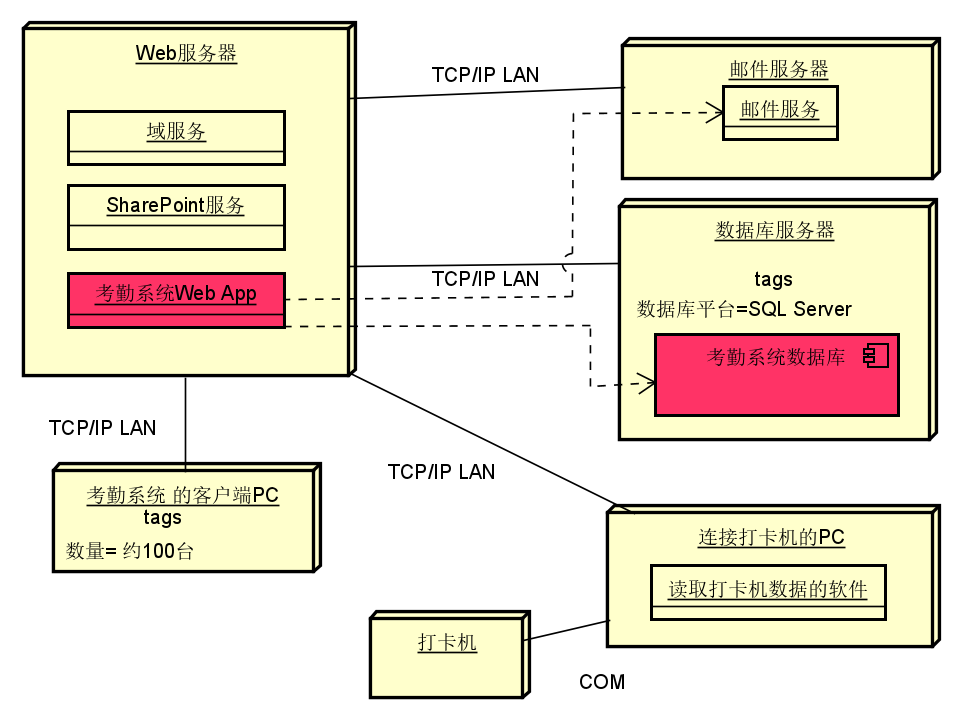 Web服务器
域服务
SharePoint服务
考勤系统Web App
TCP/IP LAN
邮件服务器
邮件服务
TCP/IP LAN
数据库服务器
tags
数据库平台=SQL Server
考勤系统数据库
TCP/IP LAN
考勤系统 的客户端PC
tags
数量= 约100台
TCP/IP LAN
连接打卡机的PC
读取打卡机数据的软件
打卡机
COM